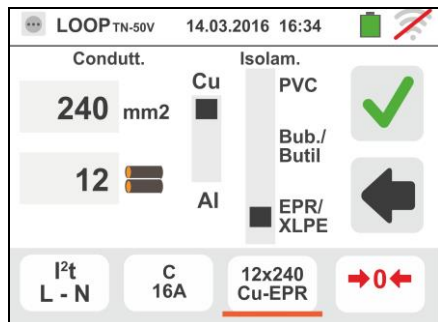 LOOP TN-50V 14.03.2016 16:34
Condutt. Isolam.
Cu PVC
240 mm2
Bub./
Butil
12
Al EPR/
XLPE
I²t
L - N
C
16A
12x240
Cu-EPR
➔0←